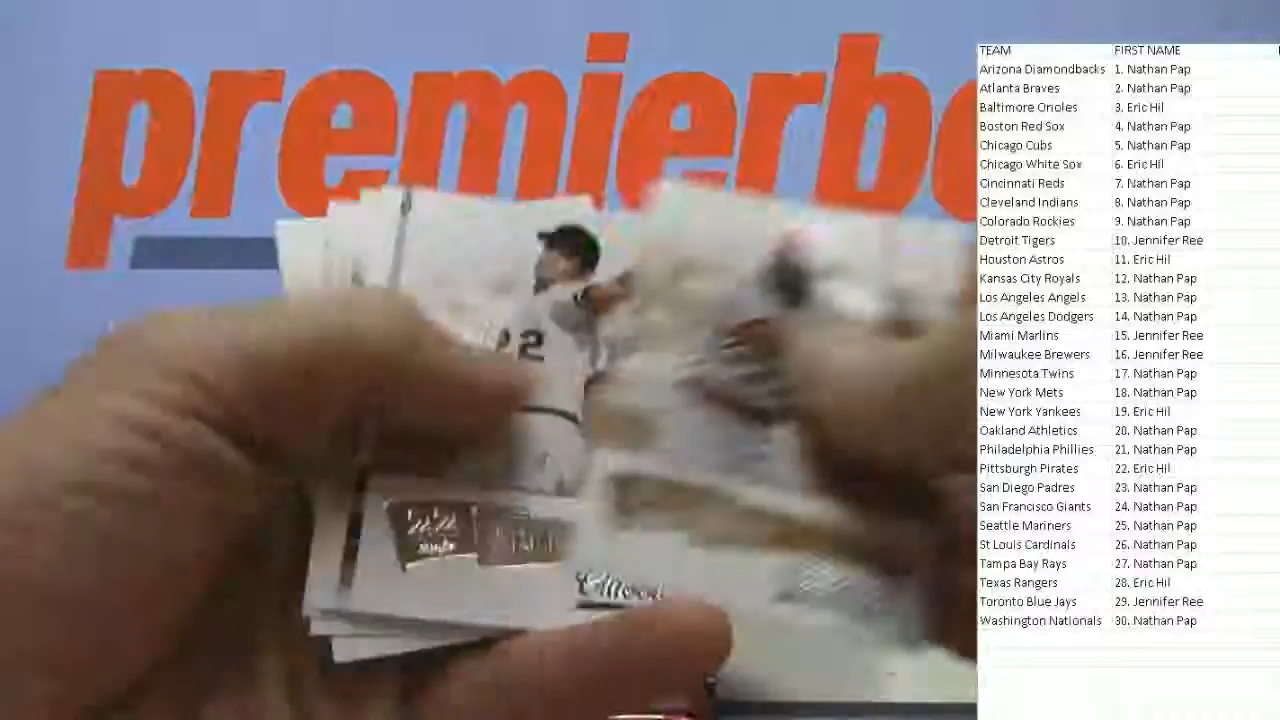 premierbo
TEAM FIRST NAME
Arizona Diamondbacks 1. Nathan Pap
Atlanta Braves 2. Nathan Pap
Baltimore Orioles 3. Eric Hil
Boston Red Sox 4. Nathan Pap
Chicago Cubs 5. Nathan Pap
Chicago White Sox 6. Eric Hil
Cincinnati Reds 7. Nathan Pap
Cleveland Indians 8. Nathan Pap
Colorado Rockies 9. Nathan Pap
Detroit Tigers 10. Jennifer Ree
Houston Astros 11. Eric Hil
Kansas City Royals 12. Nathan Pap
Los Angeles Angels 13. Nathan Pap
Los Angeles Dodgers 14. Nathan Pap
Miami Marlins 15. Jennifer Ree
Milwaukee Brewers 16. Jennifer Ree
Minnesota Twins 17. Nathan Pap
New York Mets 18. Nathan Pap
New York Yankees 19. Eric Hil
Oakland Athletics 20. Nathan Pap
Philadelphia Phillies 21. Nathan Pap
Pittsburgh Pirates 22. Eric Hil
San Diego Padres 23. Nathan Pap
San Francisco Giants 24. Nathan Pap
Seattle Mariners 25. Nathan Pap
St Louis Cardinals 26. Nathan Pap
Tampa Bay Rays 27. Nathan Pap
Texas Rangers 28. Eric Hil
Toronto Blue Jays 29. Jennifer Ree
Washington Nationals 30. Nathan Pap